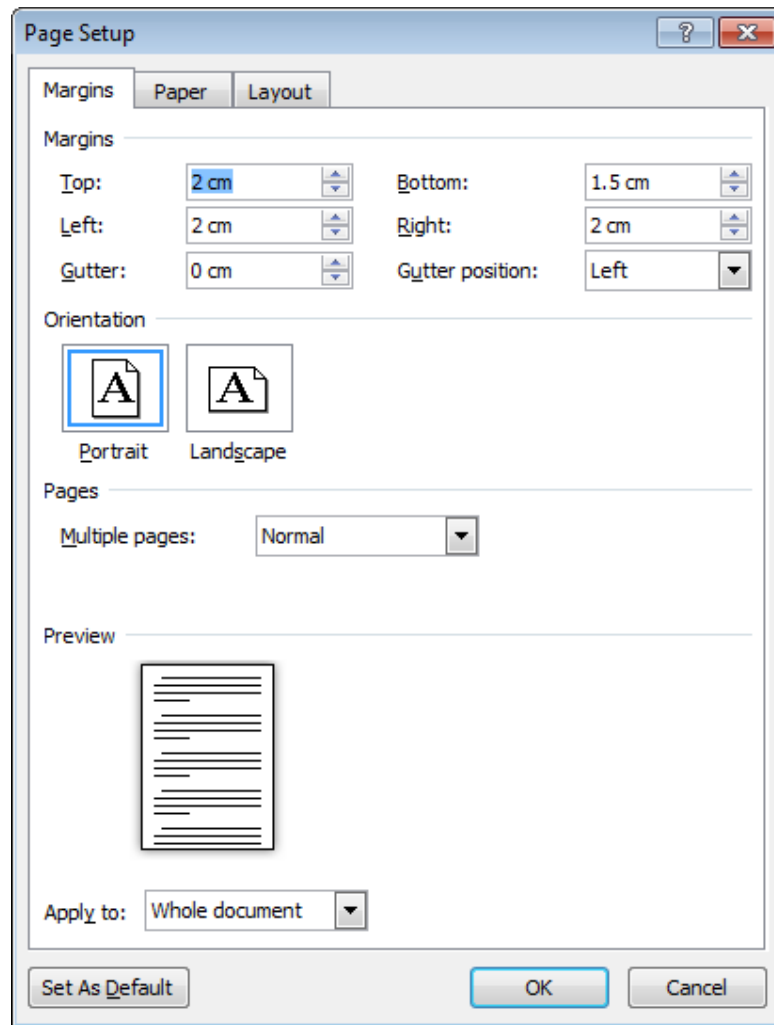 Page Setup ?
Margins Paper Layout
Margins
Top: 2 cm Bottom: 1.5 cm
Left: 2 cm Right: 2 cm
Gutter: 0 cm Gutter position: Left
Orientation
A A
Portrait Landscape
Pages
Multiple pages: Normal
Preview
Apply to: Whole document
Set As Default OK Cancel